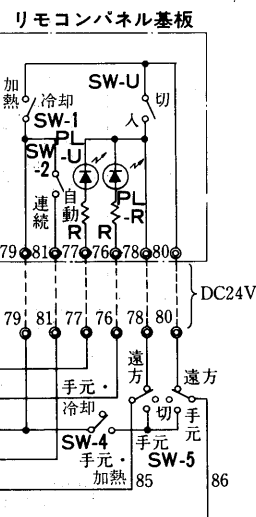 リモコンパネル基板
加熱
冷却
SW-1
SW-U
切
入
SW
-2
PL
-U
PL
-R
連続
自動
R
R
79 81 77 76 78 80
DC24V
79 81 77 76 78 80
遠方
遠方
手元・
冷却
切
手元
SW-4
手元
手元・
加熱
SW-5
85
86